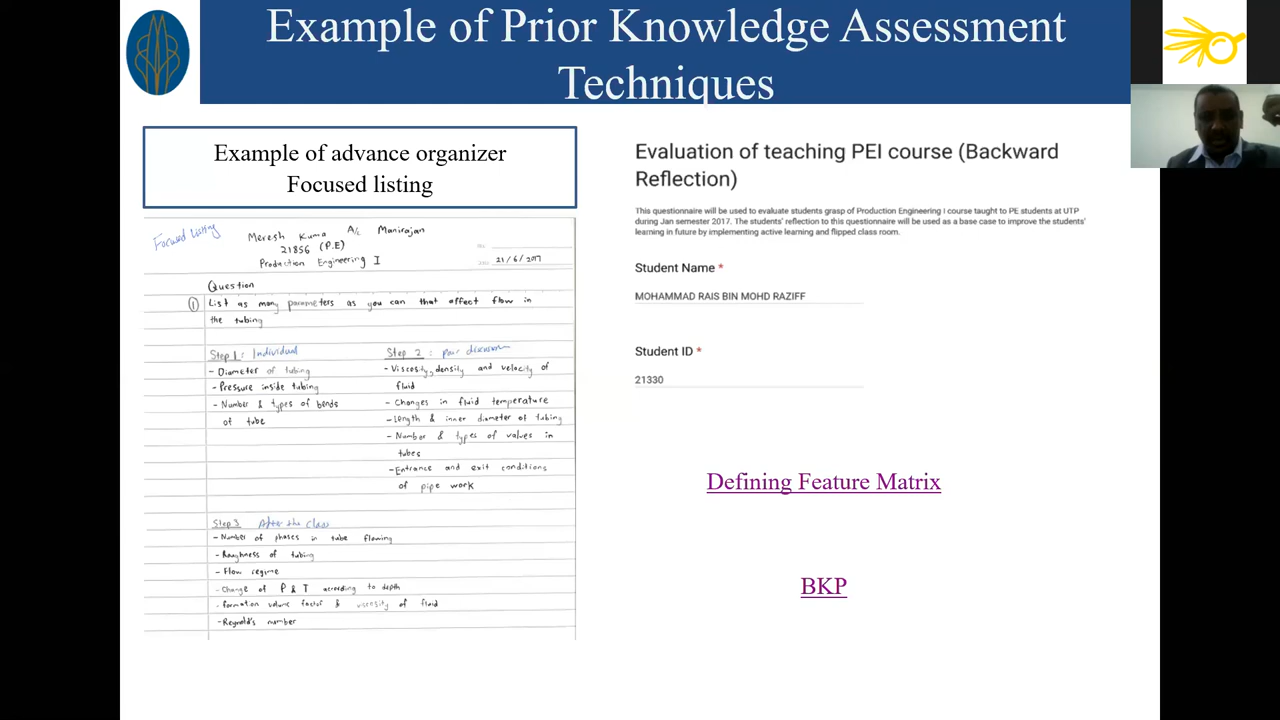 Example of Prior Knowledge Assessment
Techniques
Example of advance organizer
Focused listing
Focused Listing
Meresh Kuma A/L Manirajan
21856 (P.E)
Production Engineering I
21/6/2017
Question
① List as many parameters as you can that affect flow in
the tubing
Step 1: Individual
- Diameter of tubing
- Pressure inside tubing
- Number & types of bends
of tube
Step 2: pair discussion
- Viscosity, density and velocity of
fluid
- Changes in fluid temperature
- Length & inner diameter of tubing
- Number & types of valves in
tubes
- Entrance and exit conditions
of pipe work
Step 3 After the class
- Number of phases in tube flowing
- Roughness of tubing
- Flow regime
- Change of P & T according to depth
- formation volume factor & viscosity of fluid
- Reynold's number
Evaluation of teaching PEI course (Backward
Reflection)
This questionnaire will be used to evaluate students grasp of Production Engineering I course taught to PE students at UTP
during Jan semester 2017. The students' reflection to this questionnaire will be used as a base case to improve the students'
learning in future by implementing active learning and flipped class room.
Student Name *
MOHAMMAD RAIS BIN MOHD RAZIFF
Student ID *
21330
Defining Feature Matrix
BKP